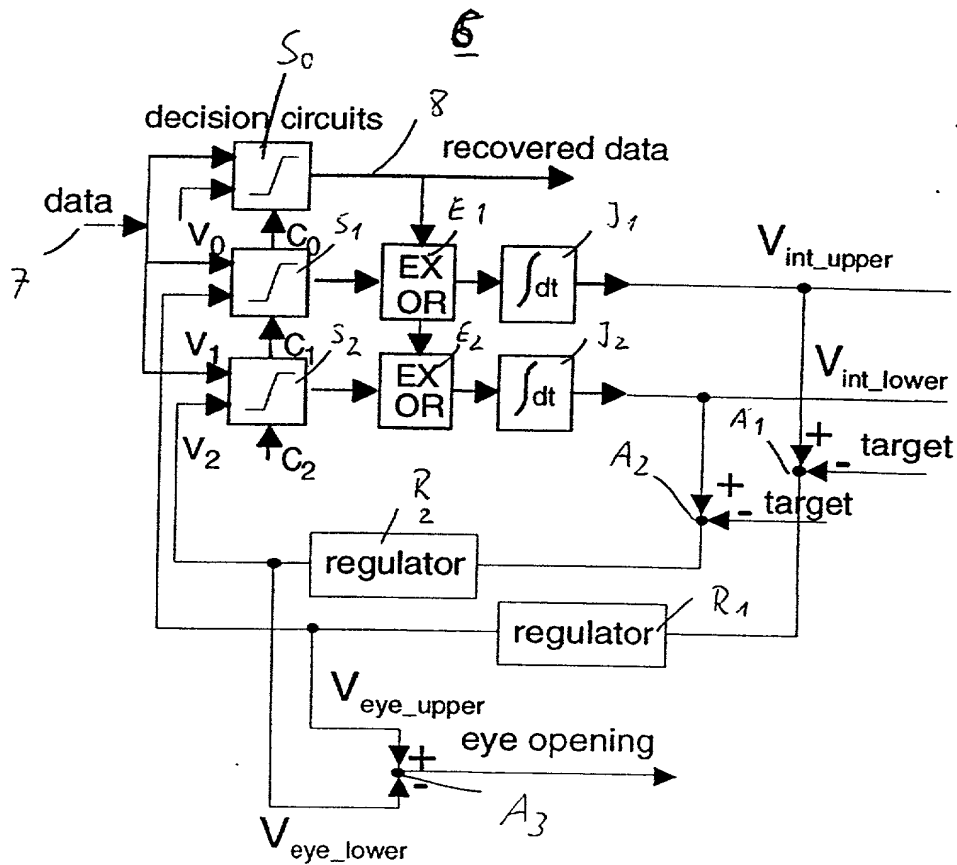 6
S0
decision circuits
8
recovered data
data
7
V0
C0
S1
E1
EX
OR
J1
∫dt
Vint_upper
V1
C1
S2
E2
EX
OR
J2
∫dt
Vint_lower
V2
C2
A2
A1
+
-
target
+
-
target
R2
regulator
R1
regulator
Veye_upper
eye opening
+
-
A3
Veye_lower